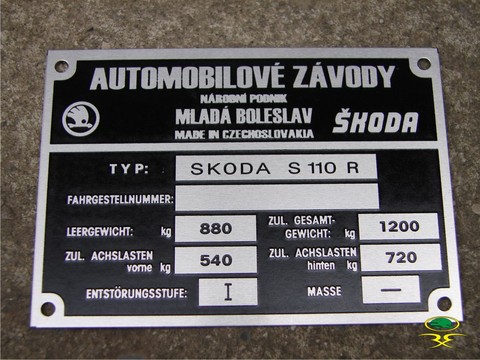 AUTOMOBILOVÉ ZÁVODY
NÁRODNÍ PODNIK
MLADÁ BOLESLAV
MADE IN CZECHOSLOVAKIA
ŠKODA
TYP: SKODA S 110 R
FAHRGESTELLNUMMER:
LEERGEWICHT: kg 880
ZUL. GESAMT-
GEWICHT: kg 1200
ZUL. ACHSLASTEN
vorne kg 540
ZUL. ACHSLASTEN
hinten kg 720
ENTSTÖRUNGSSTUFE: I
MASSE —